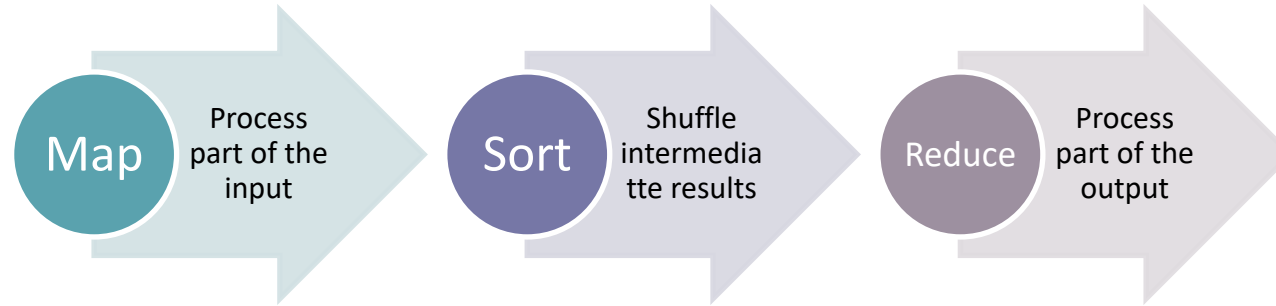 Map
Process
part of the
input
Sort
Shuffle
intermedia
tte results
Reduce
Process
part of the
output